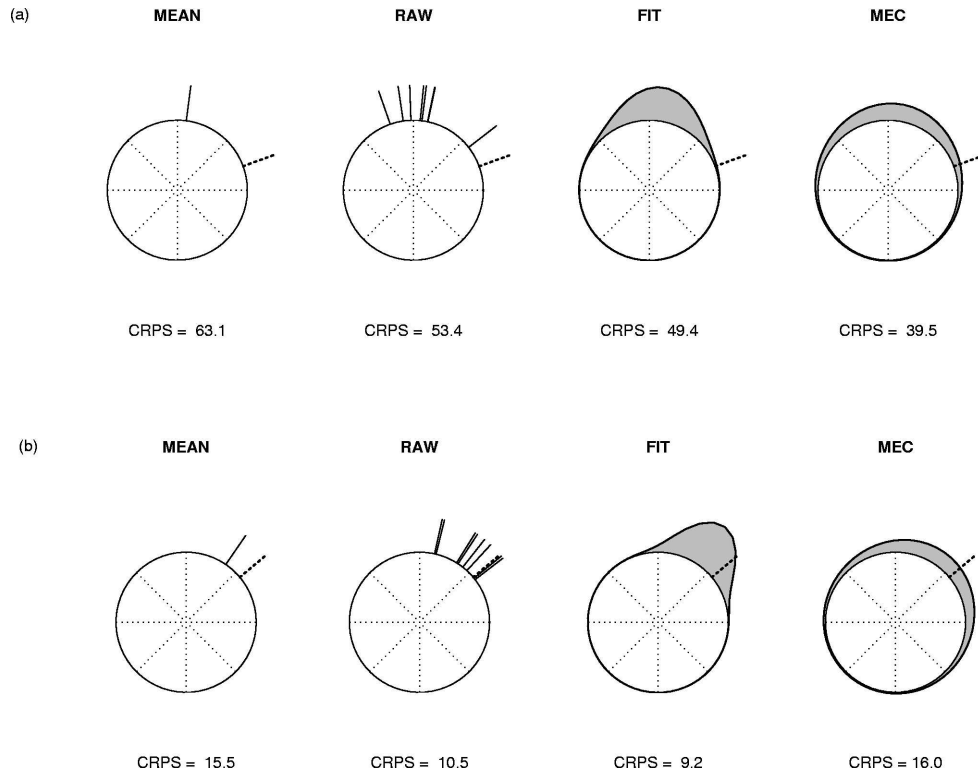 (a)
MEAN RAW FIT MEC
CRPS = 63.1 CRPS = 53.4 CRPS = 49.4 CRPS = 39.5
(b)
MEAN RAW FIT MEC
CRPS = 15.5 CRPS = 10.5 CRPS = 9.2 CRPS = 16.0